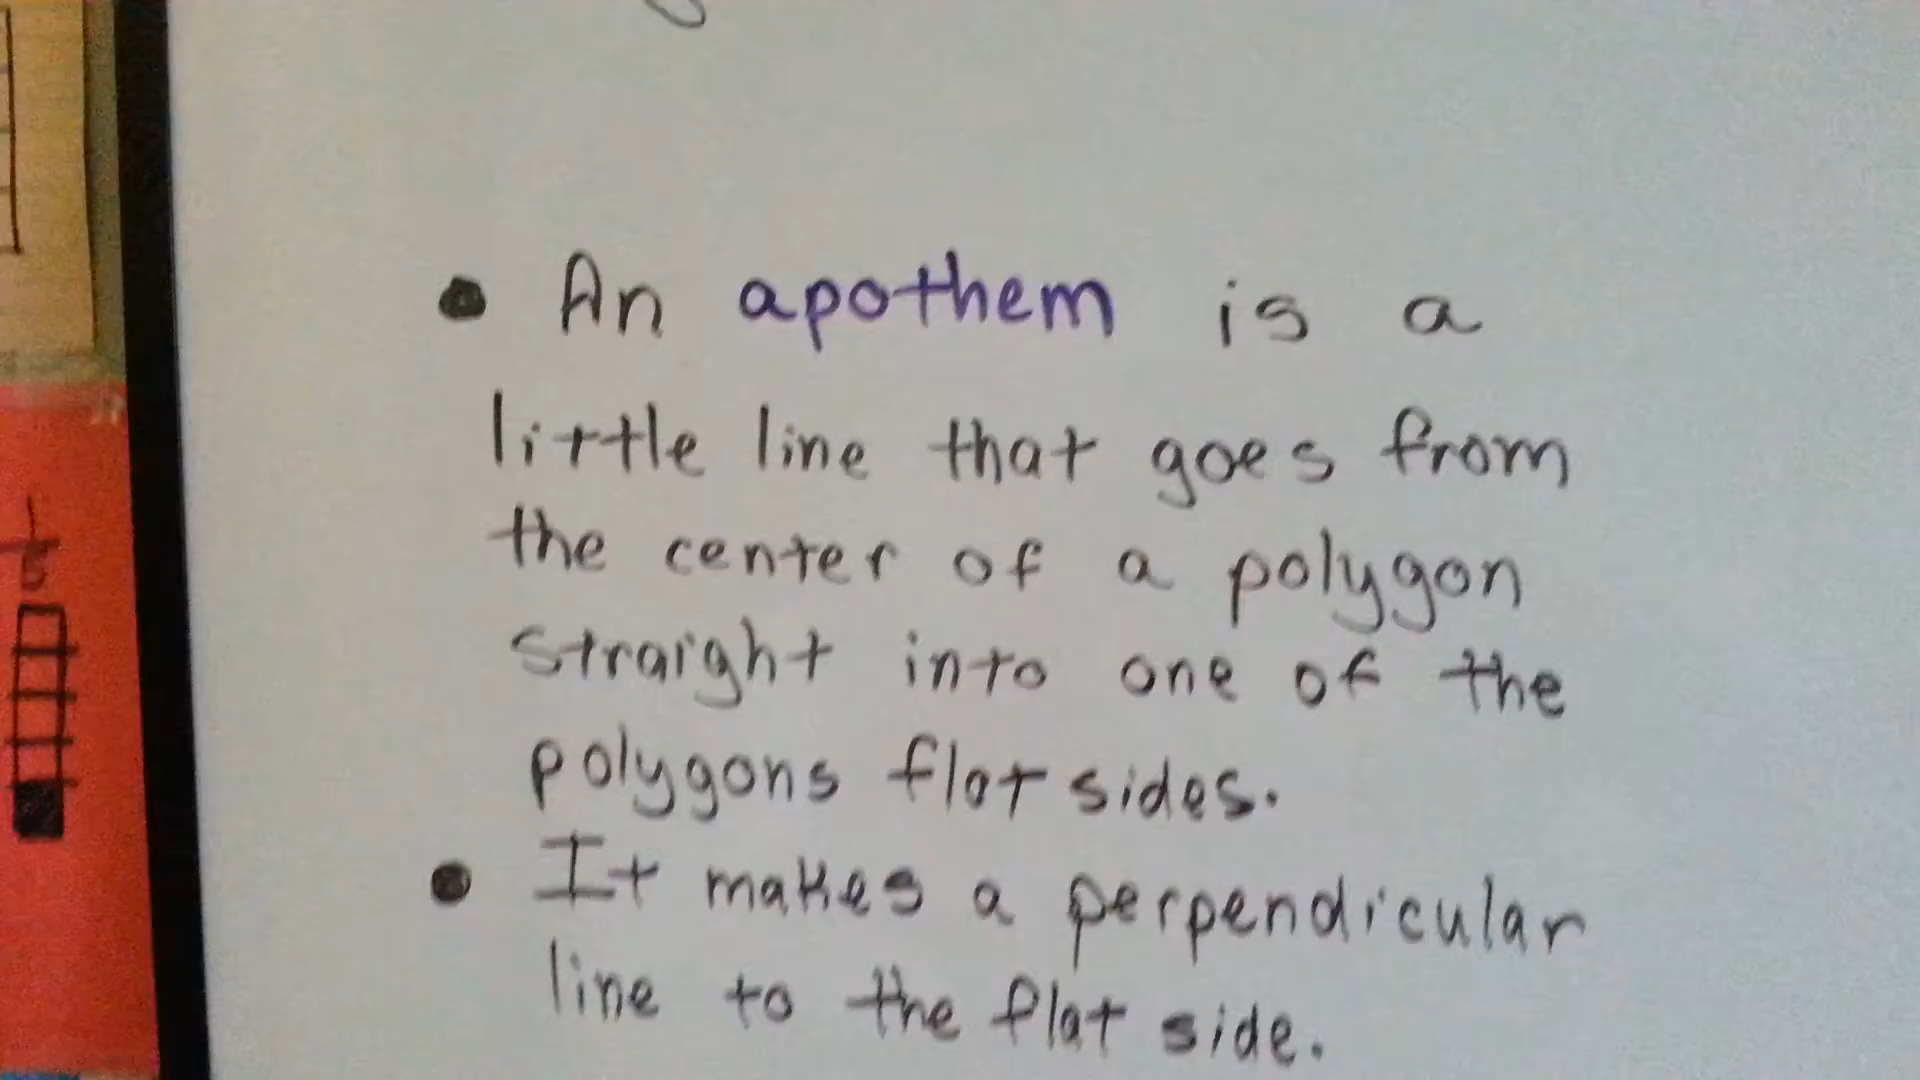 • An apothem is a
little line that goes from
the center of a polygon
straight into one of the
polygons flat sides.
• It makes a perpendicular
line to the flat side.